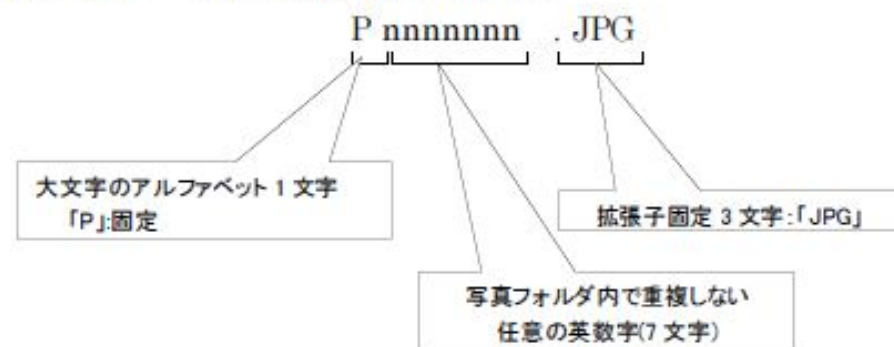 P nnnnnnn . JPG
大文字のアルファベット 1 文字
「P」:固定
拡張子固定 3 文字:「JPG」
写真フォルダ内で重複しない
任意の英数字(7 文字)